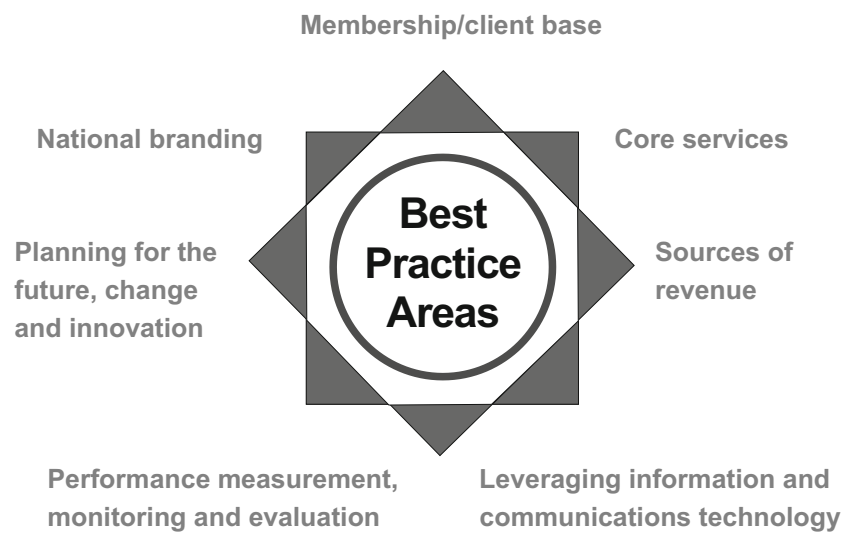 Membership/client base
National branding
Core services
Best
Practice
Areas
Planning for the
future, change
and innovation
Sources of
revenue
Performance measurement,
monitoring and evaluation
Leveraging information and
communications technology